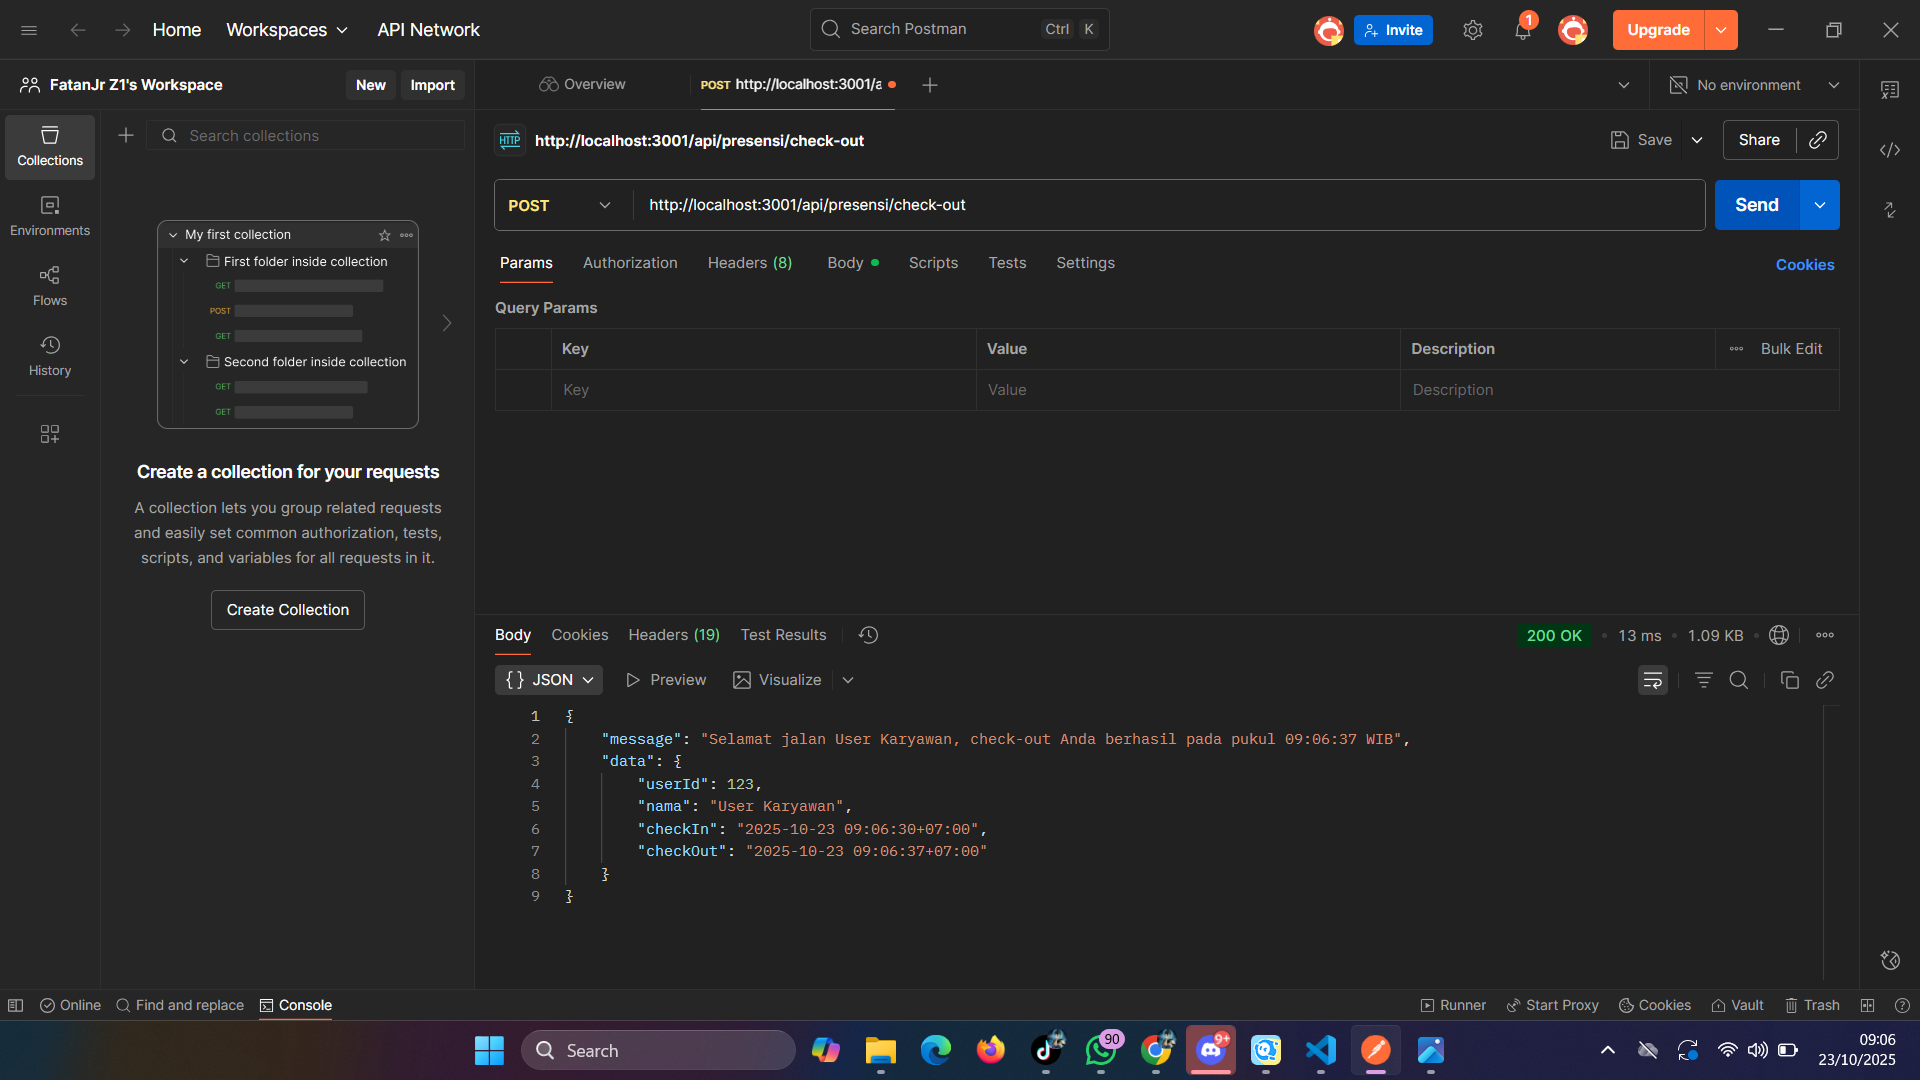 Home
Workspaces
API Network
Search Postman
Ctrl K
Invite
1
Upgrade
FatanJr Z1's Workspace
New
Import
Overview
POST http://localhost:3001/a
No environment
Collections
Environments
Flows
History
Search collections
My first collection
First folder inside collection
GET
POST
GET
Second folder inside collection
GET
GET
Create a collection for your requests
A collection lets you group related requests
and easily set common authorization, tests,
scripts, and variables for all requests in it.
Create Collection
HTTP
http://localhost:3001/api/presensi/check-out
Save
Share
POST
http://localhost:3001/api/presensi/check-out
Send
Params
Authorization
Headers (8)
Body
Scripts
Tests
Settings
Cookies
Query Params
Key
Value
Description
Bulk Edit
Key
Value
Description
Body
Cookies
Headers (19)
Test Results
200 OK
13 ms
1.09 KB
{} JSON
Preview
Visualize
1 {
2 "message": "Selamat jalan User Karyawan, check-out Anda berhasil pada pukul 09:06:37 WIB",
3 "data": {
4 "userId": 123,
5 "nama": "User Karyawan",
6 "checkIn": "2025-10-23 09:06:30+07:00",
7 "checkOut": "2025-10-23 09:06:37+07:00"
8 }
9 }
Online
Find and replace
Console
Runner
Start Proxy
Cookies
Vault
Trash
Search
90
9+
09:06
23/10/2025